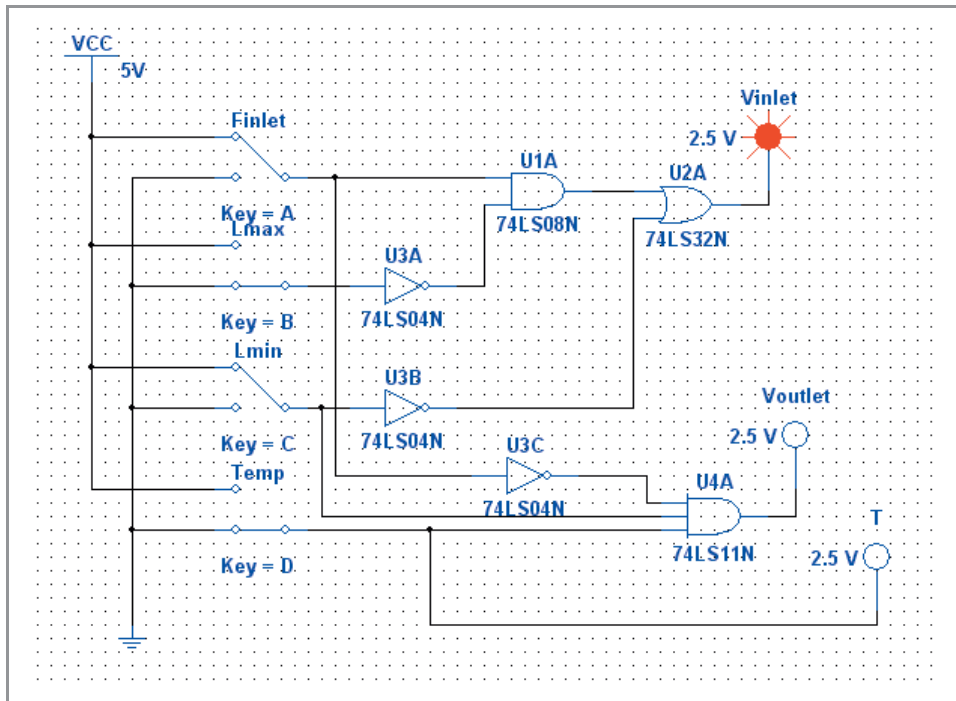 VCC
5V
Finlet
Key = A
Lmax
Key = B
Lmin
Key = C
Temp
Key = D
U1A
74LS08N
U2A
74LS32N
Vinlet
2.5 V
U3A
74LS04N
U3B
74LS04N
U3C
74LS04N
U4A
74LS11N
Voutlet
2.5 V
T
2.5 V